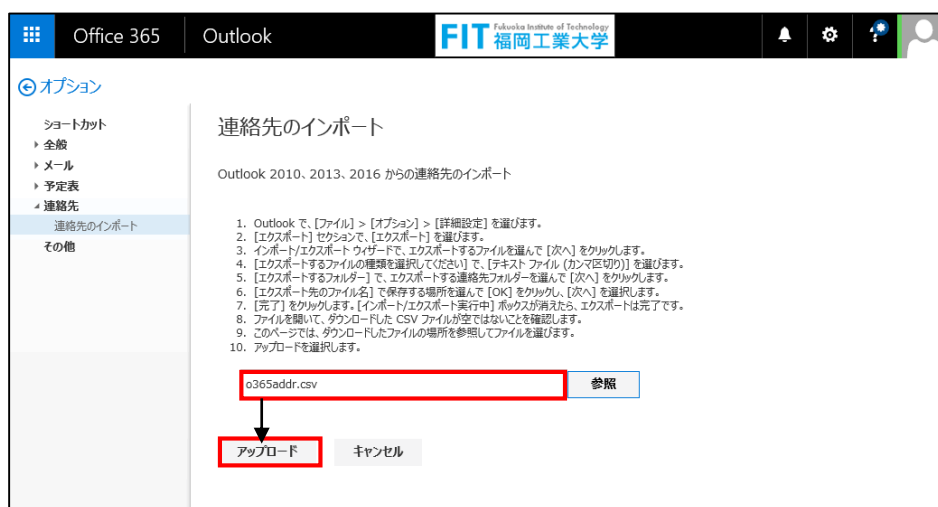 Office 365
Outlook
FIT Fukuoka Institute of Technology
福岡工業大学
オプション
ショートカット
全般
メール
予定表
連絡先
連絡先のインポート
その他
連絡先のインポート
Outlook 2010、2013、2016 からの連絡先のインポート
1. Outlook で、[ファイル] > [オプション] > [詳細設定] を選びます。
2. [エクスポート] セクションで、[エクスポート] を選びます。
3. インポート/エクスポート ウィザードで、エクスポートするファイルを選んで [次へ] をクリックします。
4. [エクスポートするファイルの種類を選択してください] で、[テキスト ファイル (カンマ区切り)] を選びます。
5. [エクスポートするフォルダー] で、エクスポートする連絡先フォルダーを選んで [次へ] をクリックします。
6. [エクスポート先のファイル名] で保存する場所を選んで [OK] をクリックし、[次へ] を選択します。
7. [完了] をクリックします。[インポート/エクスポート実行中] ボックスが消えたら、エクスポートは完了です。
8. ファイルを開いて、ダウンロードした CSV ファイルが空ではないことを確認します。
9. このページでは、ダウンロードしたファイルの場所を参照してファイルを選びます。
10. アップロードを選択します。
o365addr.csv
参照
アップロード
キャンセル